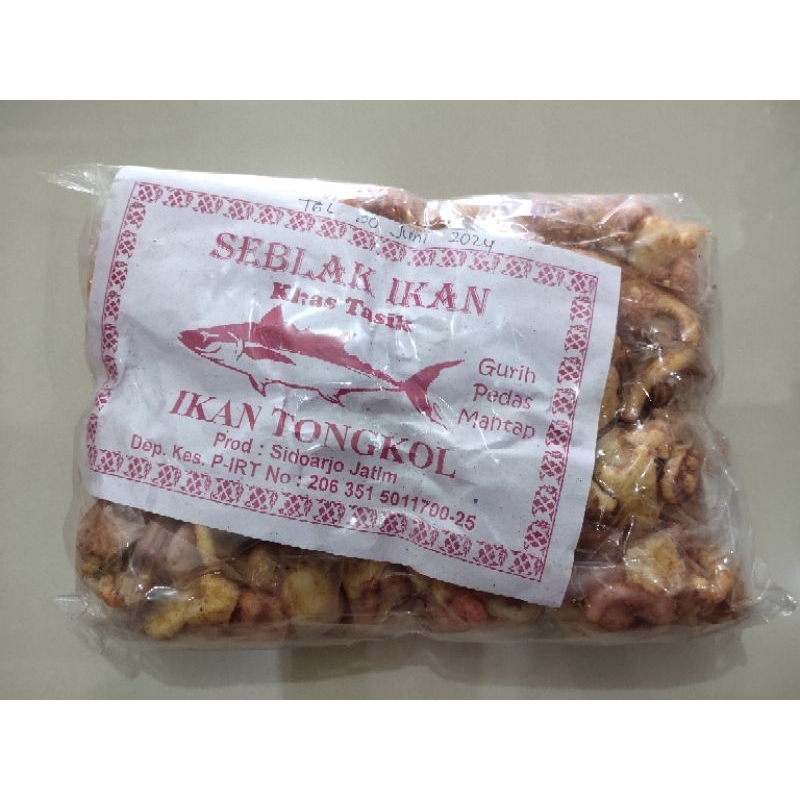 Tgl 30 Juni 2024
SEBLAK IKAN
Khas Tasik
Gurih
Pedas
Mantap
IKAN TONGKOL
Prod : Sidoarjo Jatim
Dep. Kes. P-IRT No : 206 351 5011700-25